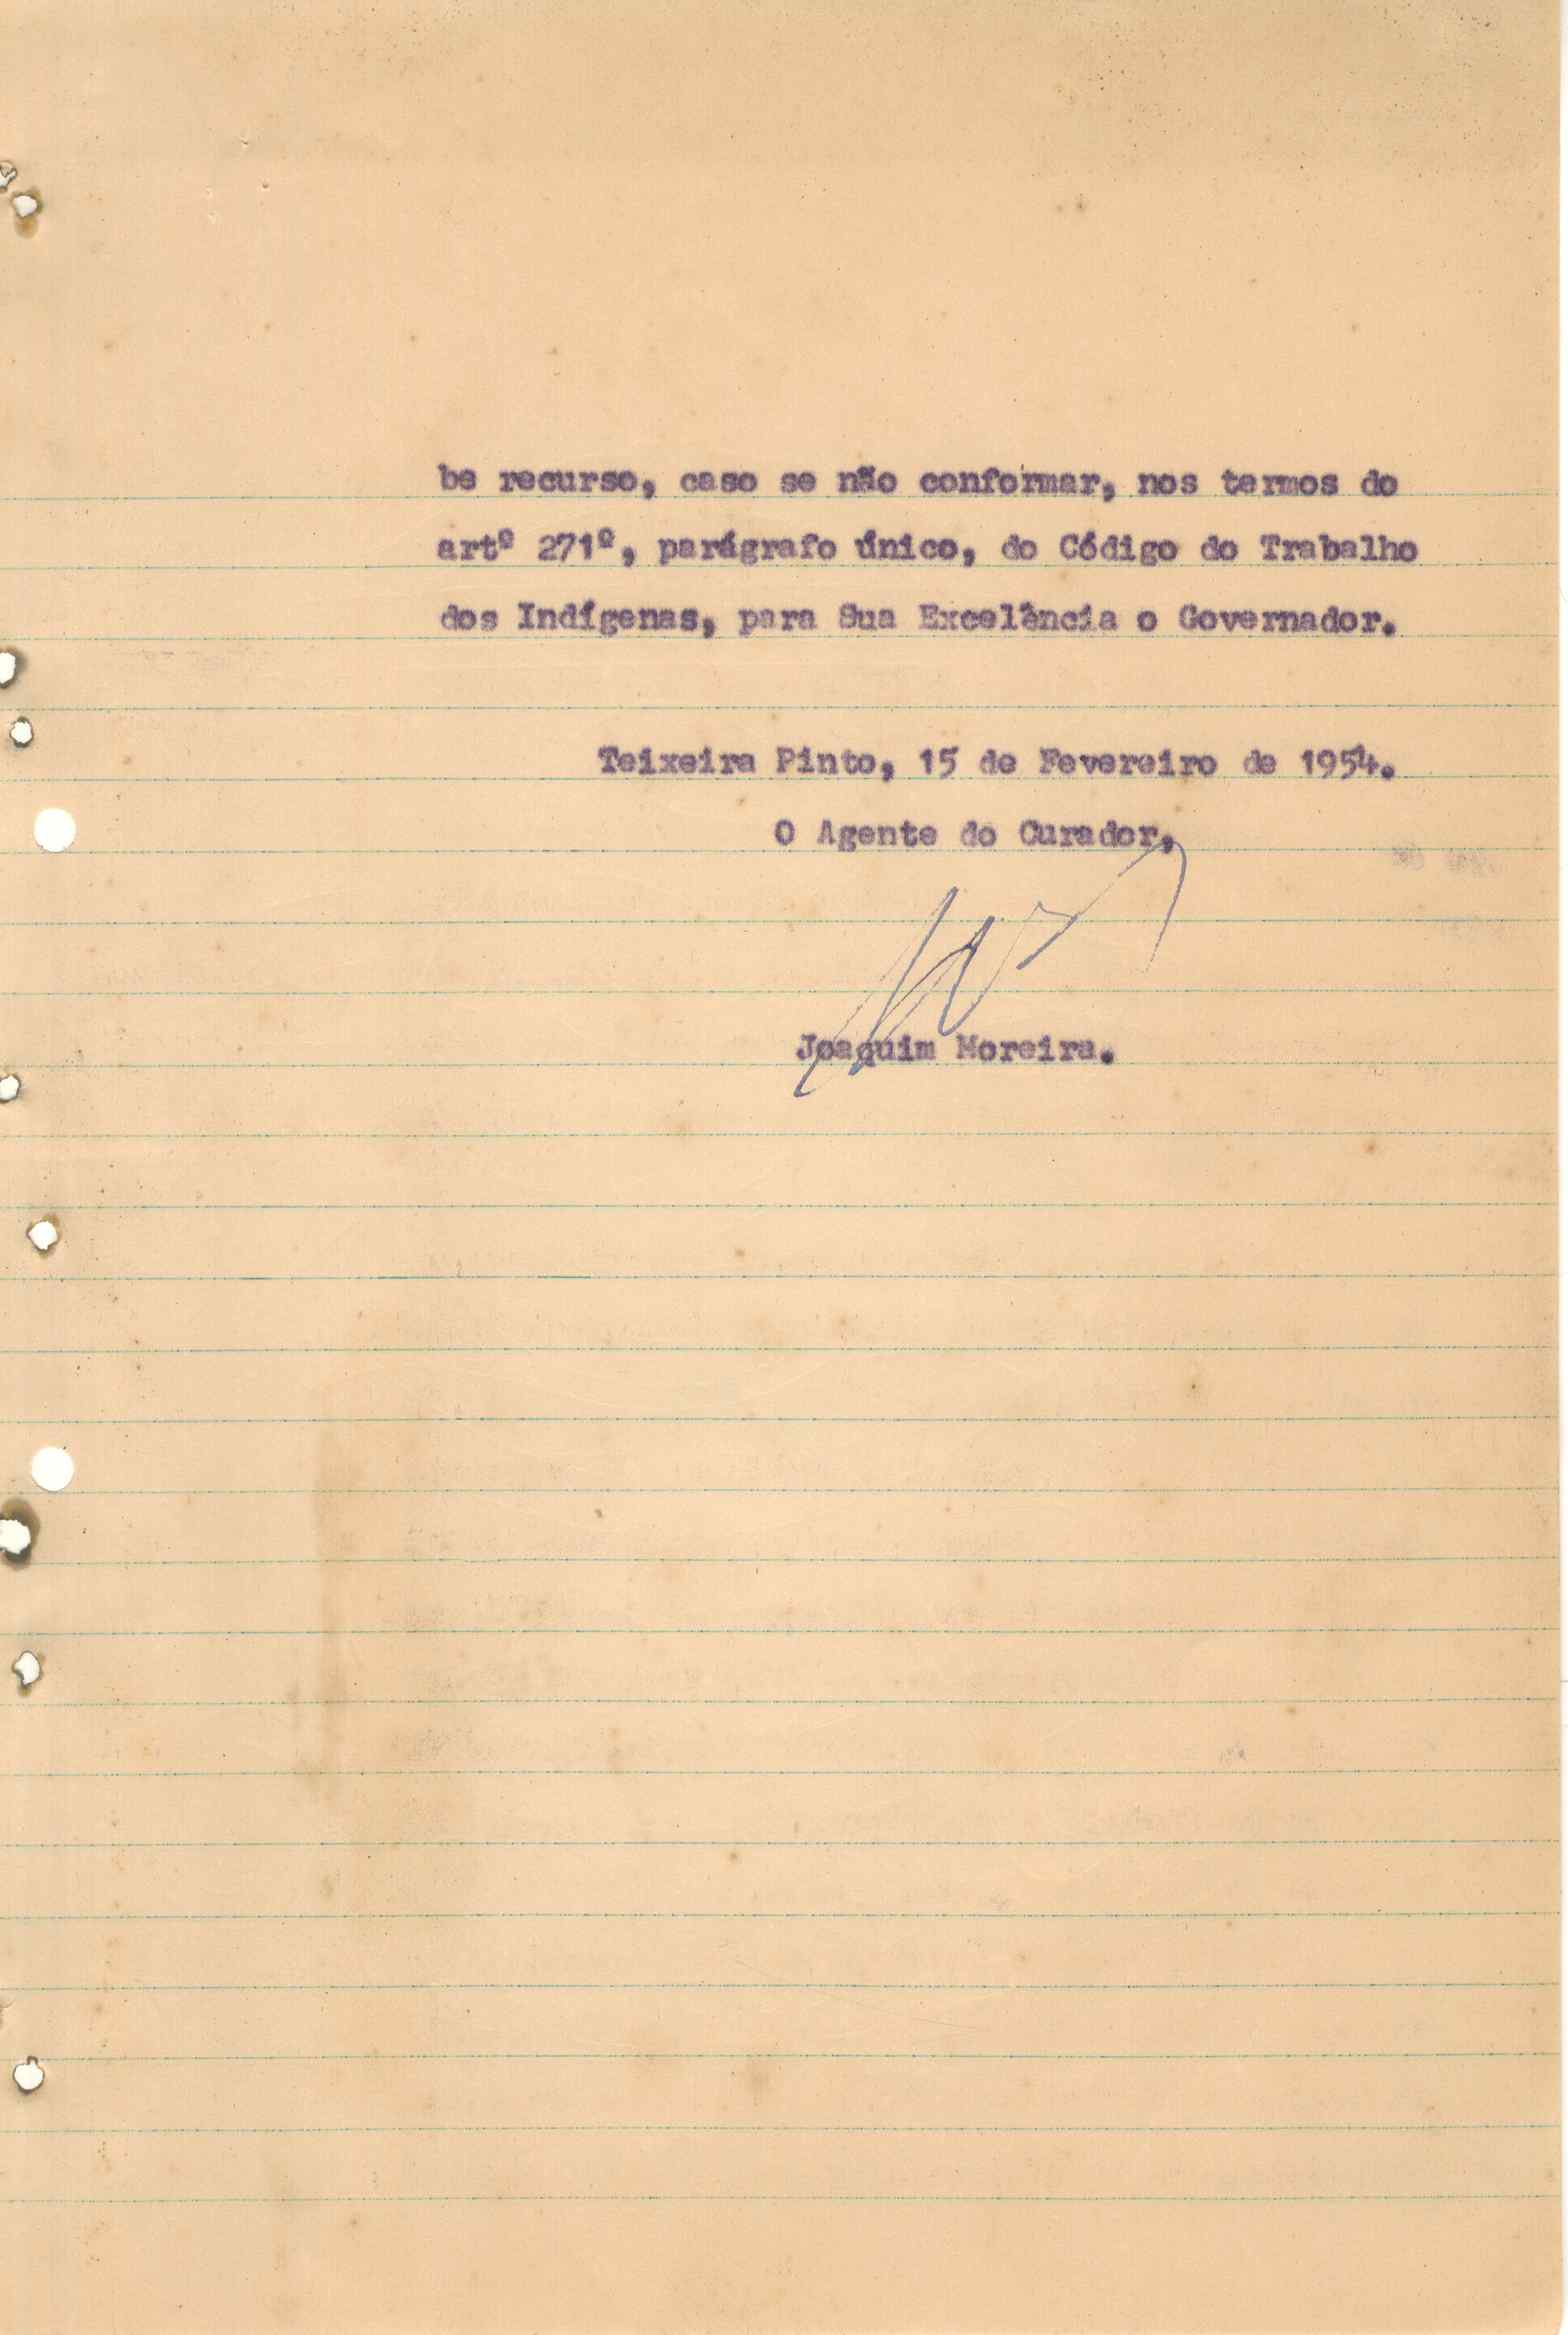 be recurso, caso se não conformar, nos termos do
artº 271º, parágrafo único, do Código do Trabalho
dos Indígenas, para Sua Excelência o Governador.
Teixeira Pinto, 15 de Fevereiro de 1954.
O Agente do Curador,
Joaquim Moreira.